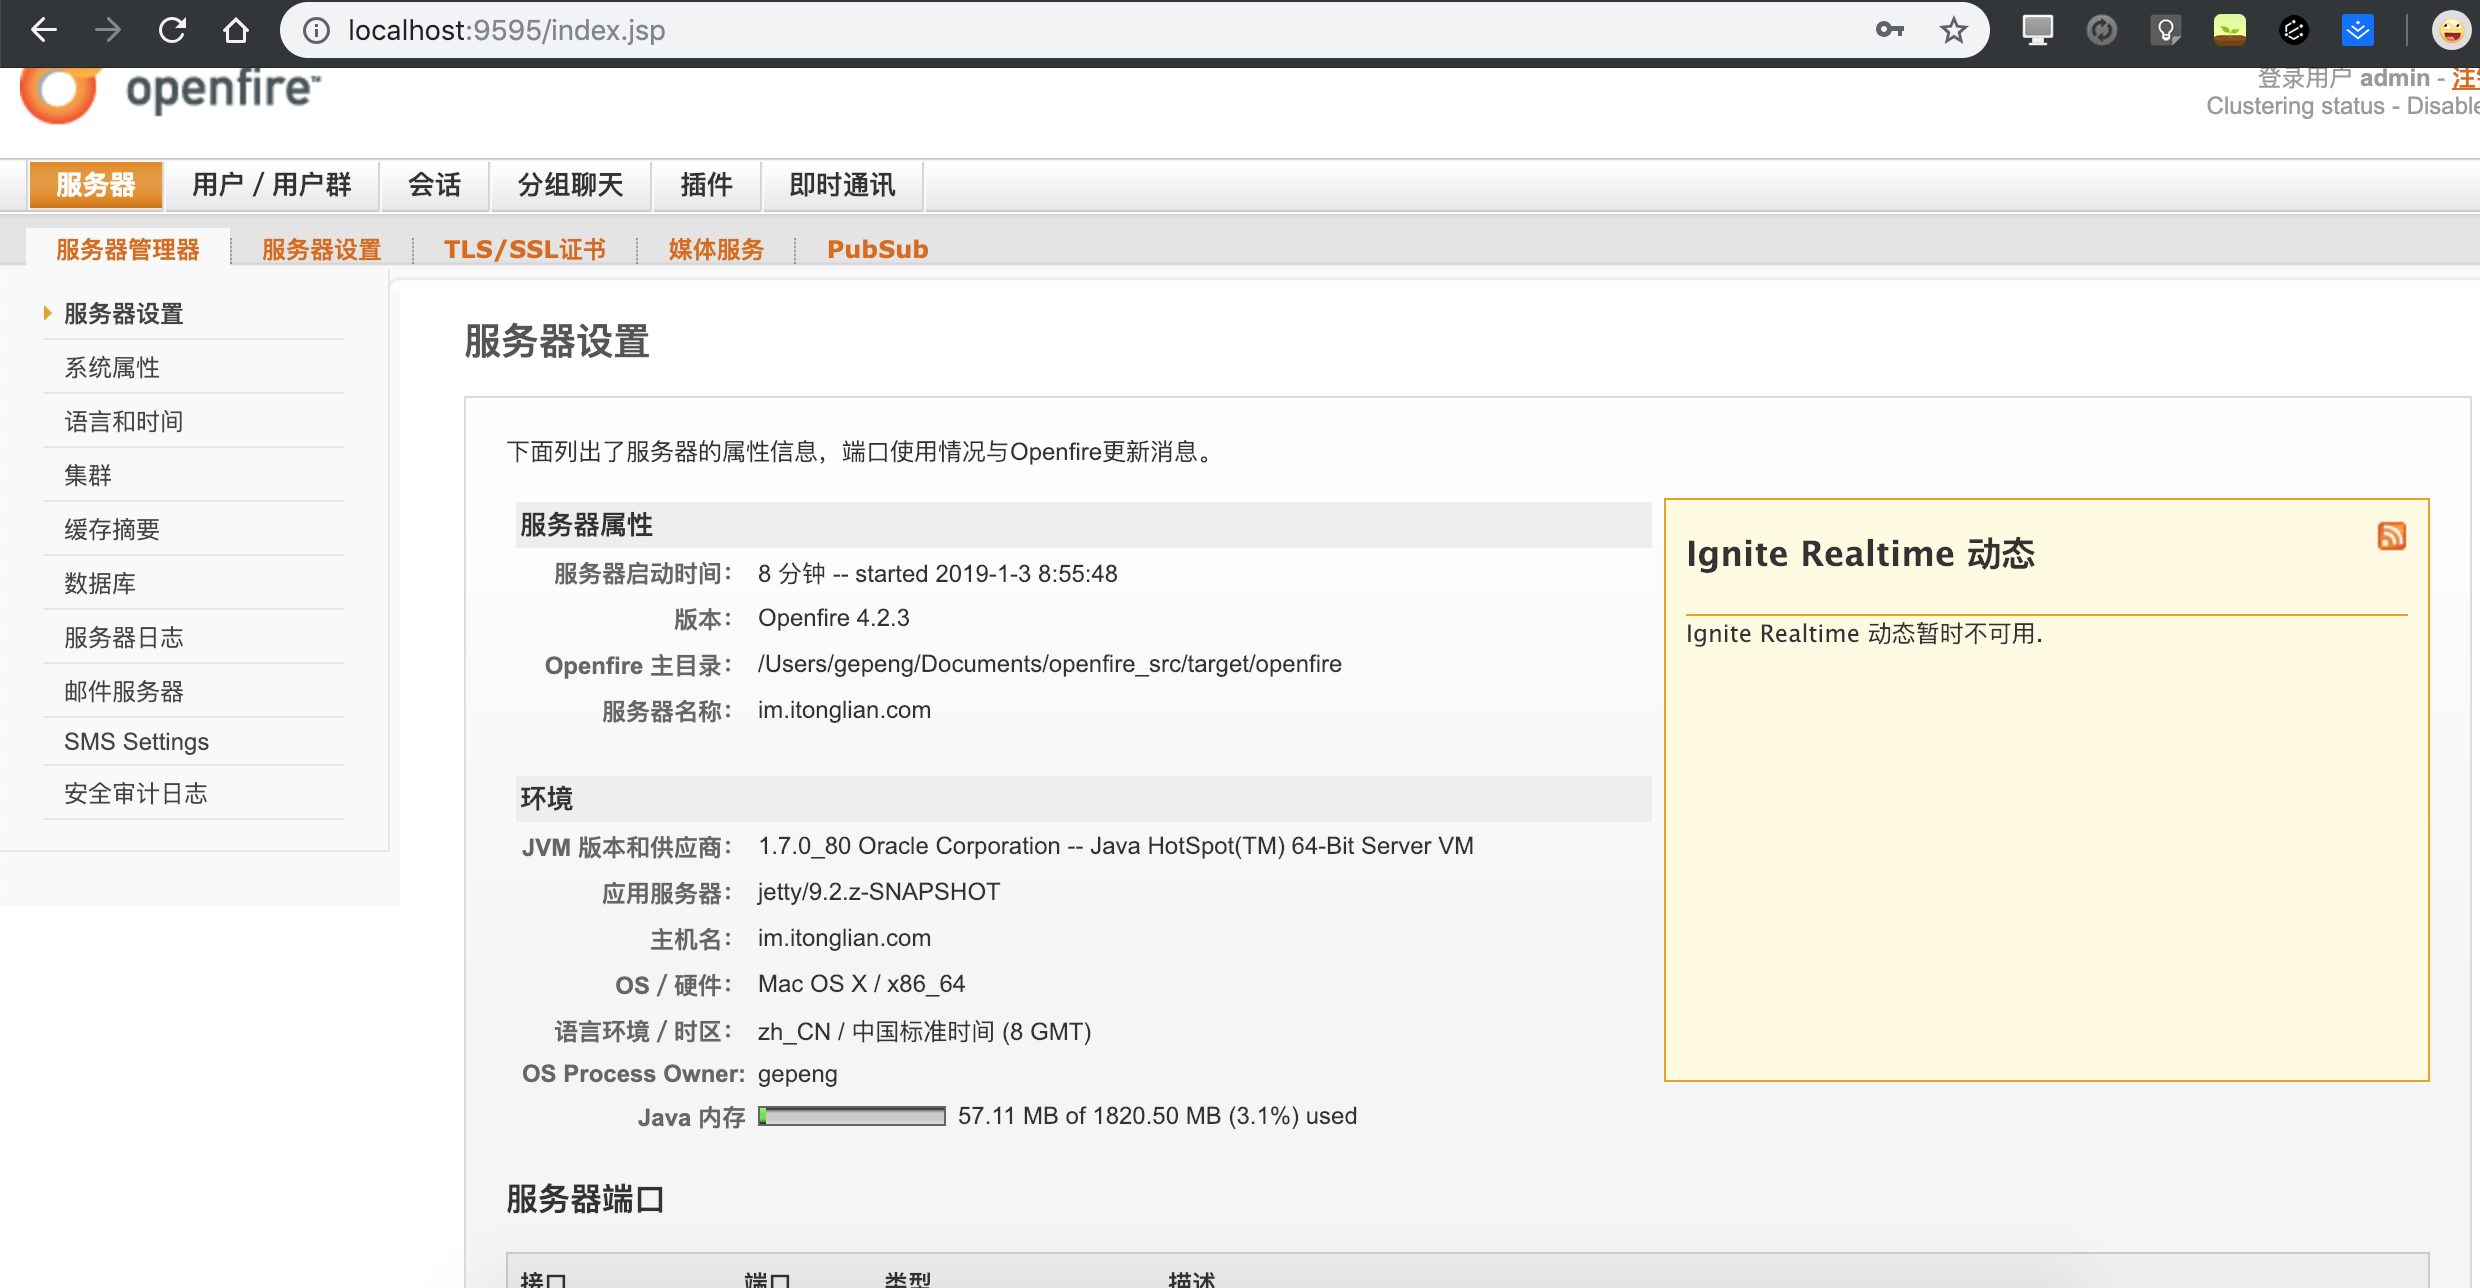 localhost:9595/index.jsp
openfire™
登录用户 admin -
Clustering status -
服务器 用户 / 用户群 会话 分组聊天 插件 即时通讯
服务器管理器 服务器设置 TLS/SSL证书 媒体服务 PubSub
服务器设置
系统属性
语言和时间
集群
缓存摘要
数据库
服务器日志
邮件服务器
SMS Settings
安全审计日志
服务器设置
下面列出了服务器的属性信息，端口使用情况与Openfire更新消息。
服务器属性
服务器启动时间： 8 分钟 -- started 2019-1-3 8:55:48
版本： Openfire 4.2.3
Openfire 主目录： /Users/gepeng/Documents/openfire_src/target/openfire
服务器名称： im.itonglian.com
环境
JVM 版本和供应商： 1.7.0_80 Oracle Corporation -- Java HotSpot(TM) 64-Bit Server VM
应用服务器： jetty/9.2.z-SNAPSHOT
主机名： im.itonglian.com
OS / 硬件： Mac OS X / x86_64
语言环境 / 时区： zh_CN / 中国标准时间 (8 GMT)
OS Process Owner: gepeng
Java 内存 57.11 MB of 1820.50 MB (3.1%) used
Ignite Realtime 动态
Ignite Realtime 动态暂时不可用.
服务器端口
接口 端口 类型 描述